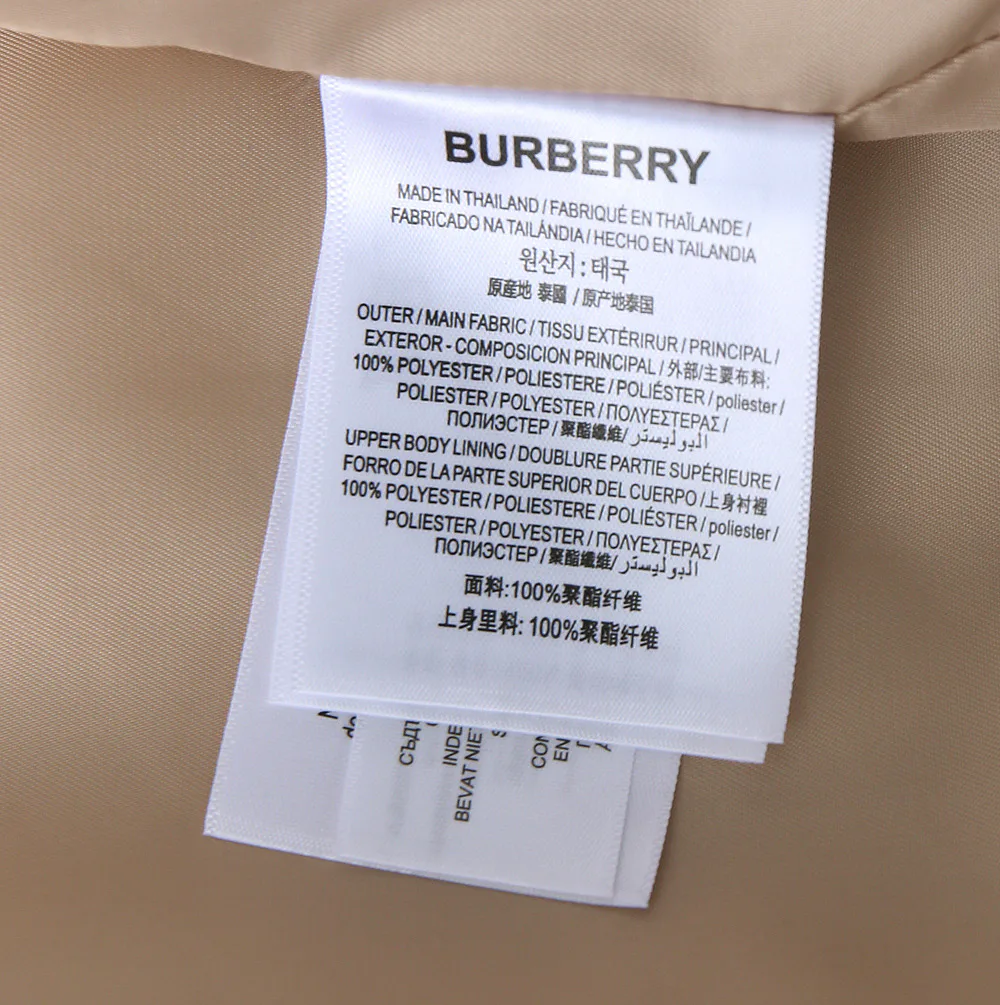 BURBERRY
MADE IN THAILAND / FABRIQUÉ EN THAÏLANDE /
FABRICADO NA TAILÂNDIA / HECHO EN TAILANDIA
원산지 : 태국
原産地 泰國 / 原产地泰国
OUTER / MAIN FABRIC / TISSU EXTÉRIRUR / PRINCIPAL /
EXTEROR - COMPOSICION PRINCIPAL / 外部/主要布料:
100% POLYESTER / POLIESTERE / POLIÉSTER / poliester /
POLIESTER / POLYESTER / ΠΟΛΥΕΣΤΕΡΑΣ /
ПОЛИЭСТЕР / 聚酯纖維/ البوليستر
UPPER BODY LINING / DOUBLURE PARTIE SUPÉRIEURE /
FORRO DE LA PARTE SUPERIOR DEL CUERPO / 上身衬裡
100% POLYESTER / POLIESTERE / POLIÉSTER / poliester /
POLIESTER / POLYESTER / ΠΟΛΥΕΣΤΕΡΑΣ /
ПОЛИЭСТЕР / 聚酯纖維/ البوليستر
面料:100%聚酯纤维
上身里料: 100%聚酯纤维
BEVAT NIE